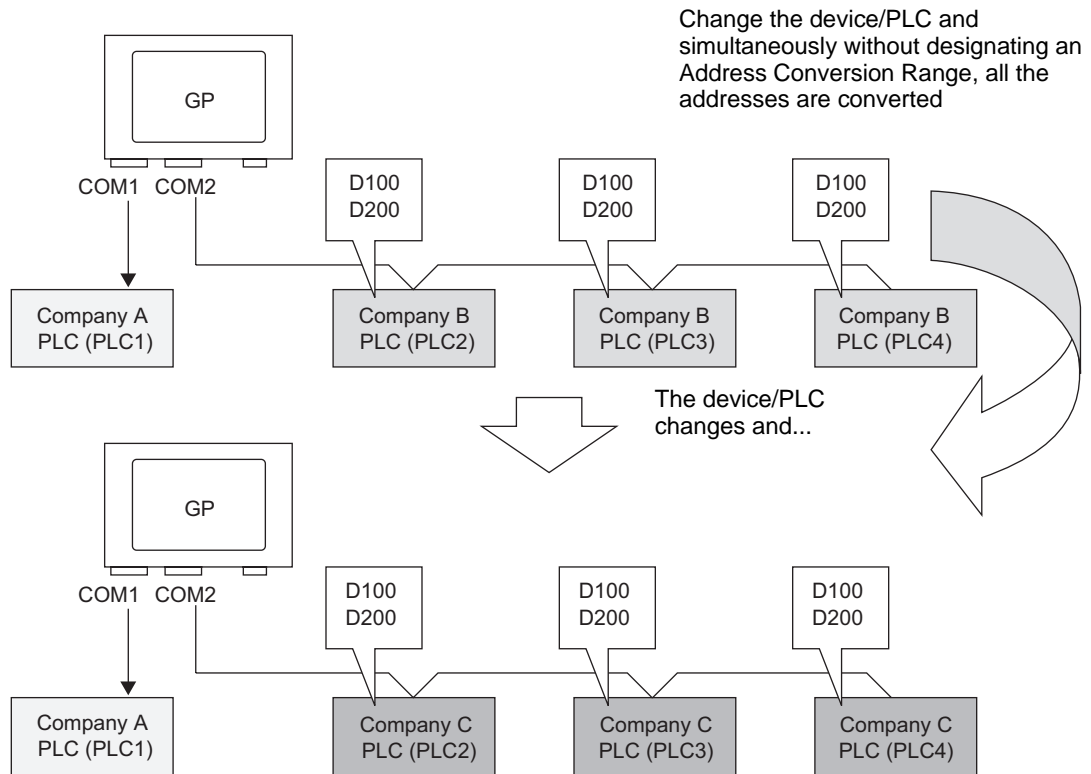 Change the device/PLC and
simultaneously without designating an
Address Conversion Range, all the
addresses are converted
GP
COM1 COM2
D100
D200
D100
D200
D100
D200
Company A
PLC (PLC1)
Company B
PLC (PLC2)
Company B
PLC (PLC3)
Company B
PLC (PLC4)
The device/PLC
changes and...
GP
COM1 COM2
D100
D200
D100
D200
D100
D200
Company A
PLC (PLC1)
Company C
PLC (PLC2)
Company C
PLC (PLC3)
Company C
PLC (PLC4)